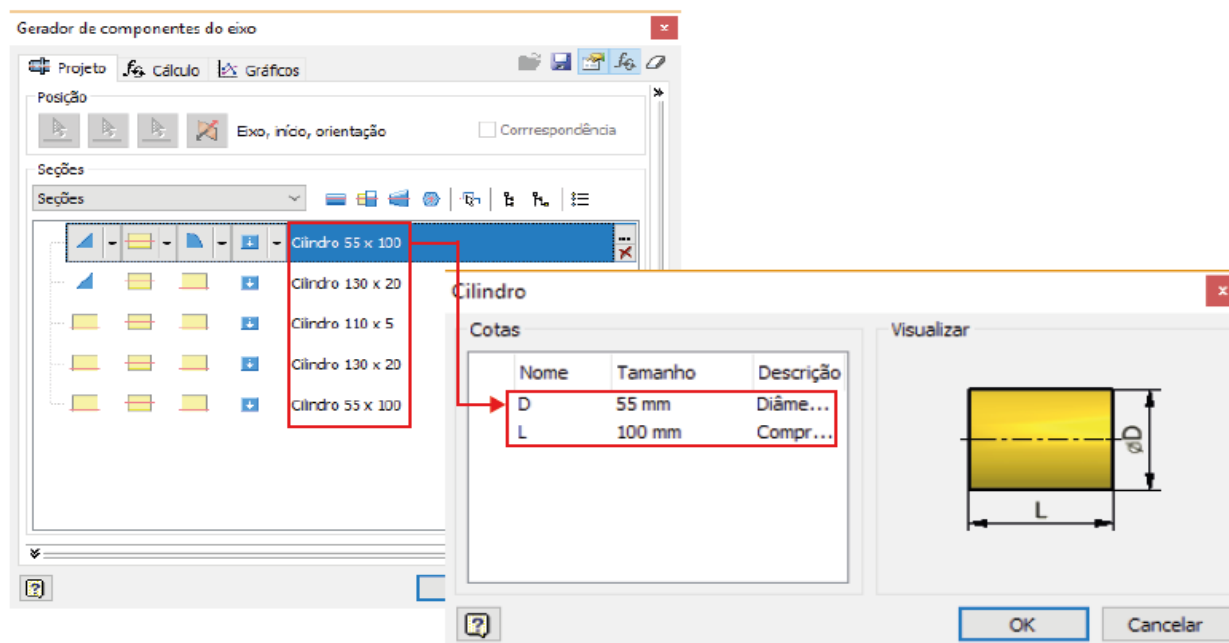 Gerador de componentes do eixo
Projeto Cálculo Gráficos
Posição
Eixo, início, orientação Corrrespondência
Seções
Seções
Cilindro 55 x 100
Cilindro 130 x 20
Cilindro 110 x 5
Cilindro 130 x 20
Cilindro 55 x 100
Cilindro
Cotas
Nome Tamanho Descrição
D 55 mm Diâme...
L 100 mm Compr...
Visualizar
øD
L
OK Cancelar